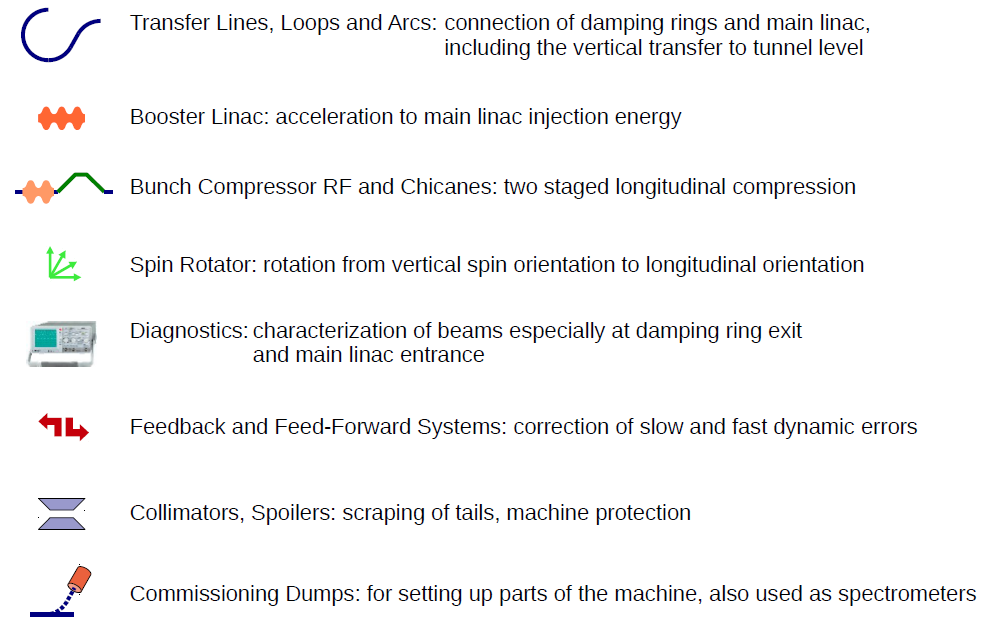 Transfer Lines, Loops and Arcs: connection of damping rings and main linac,
including the vertical transfer to tunnel level
Booster Linac: acceleration to main linac injection energy
Bunch Compressor RF and Chicanes: two staged longitudinal compression
Spin Rotator: rotation from vertical spin orientation to longitudinal orientation
Diagnostics: characterization of beams especially at damping ring exit
and main linac entrance
Feedback and Feed-Forward Systems: correction of slow and fast dynamic errors
Collimators, Spoilers: scraping of tails, machine protection
Commissioning Dumps: for setting up parts of the machine, also used as spectrometers